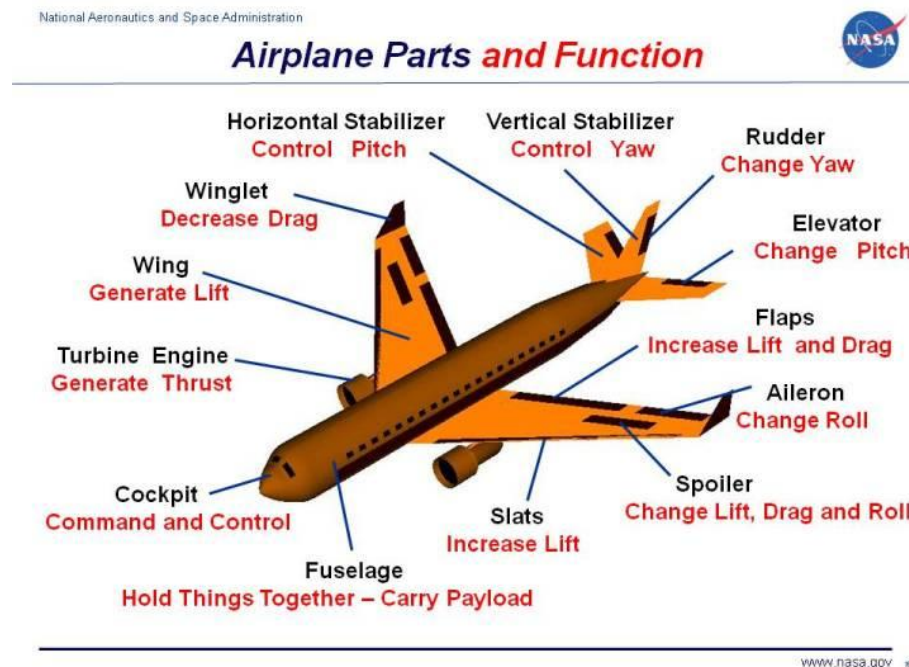 National Aeronautics and Space Administration
NASA
Airplane Parts and Function
Horizontal Stabilizer
Control Pitch
Vertical Stabilizer
Control Yaw
Rudder
Change Yaw
Winglet
Decrease Drag
Elevator
Change Pitch
Wing
Generate Lift
Flaps
Increase Lift and Drag
Turbine Engine
Generate Thrust
Aileron
Change Roll
Cockpit
Command and Control
Slats
Increase Lift
Spoiler
Change Lift, Drag and Roll
Fuselage
Hold Things Together – Carry Payload
www.nasa.gov